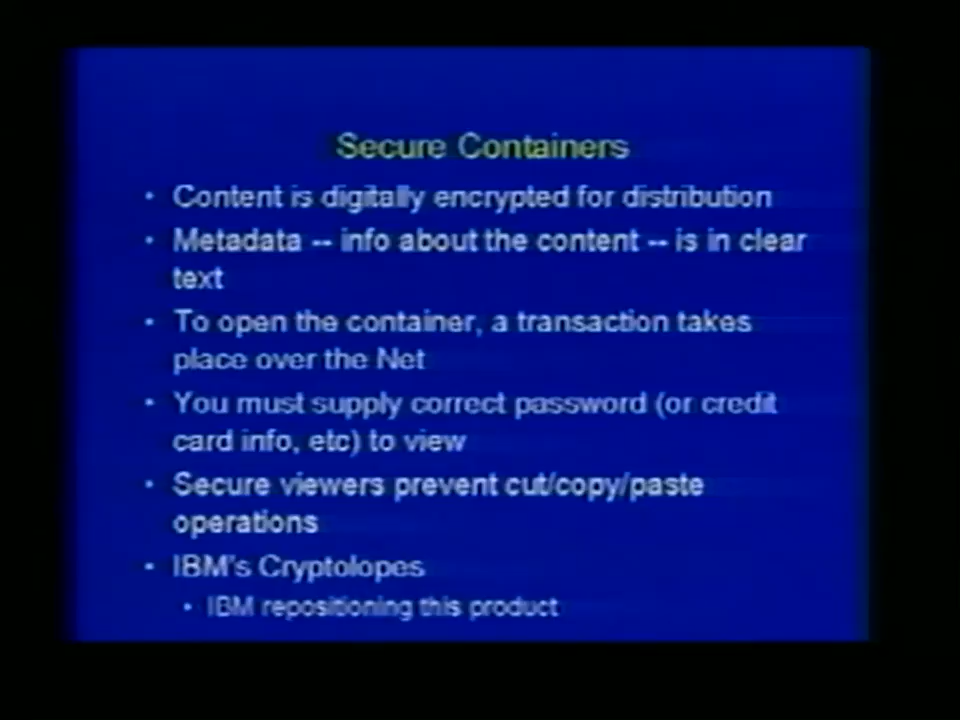 Secure Containers
• Content is digitally encrypted for distribution
• Metadata -- info about the content -- is in clear
text
• To open the container, a transaction takes
place over the Net
• You must supply correct password (or credit
card info, etc) to view
• Secure viewers prevent cut/copy/paste
operations
• IBM's Cryptolopes
• IBM repositioning this product